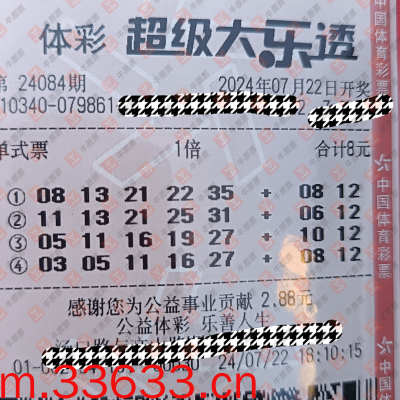 体彩 超级大乐透
第 24084期 2024年07月22日开奖
10340-079861
单式票 1倍 合计8元
① 08 13 21 22 35 + 08 12
② 11 13 21 25 31 + 06 12
③ 05 11 16 19 27 + 10 12
④ 03 05 11 16 27 + 08 12
感谢您为公益事业贡献 2.88元
公益体彩 乐善人生
24/07/22 18:10:15
m.33633.cn
中国体育彩票
中国体育彩票